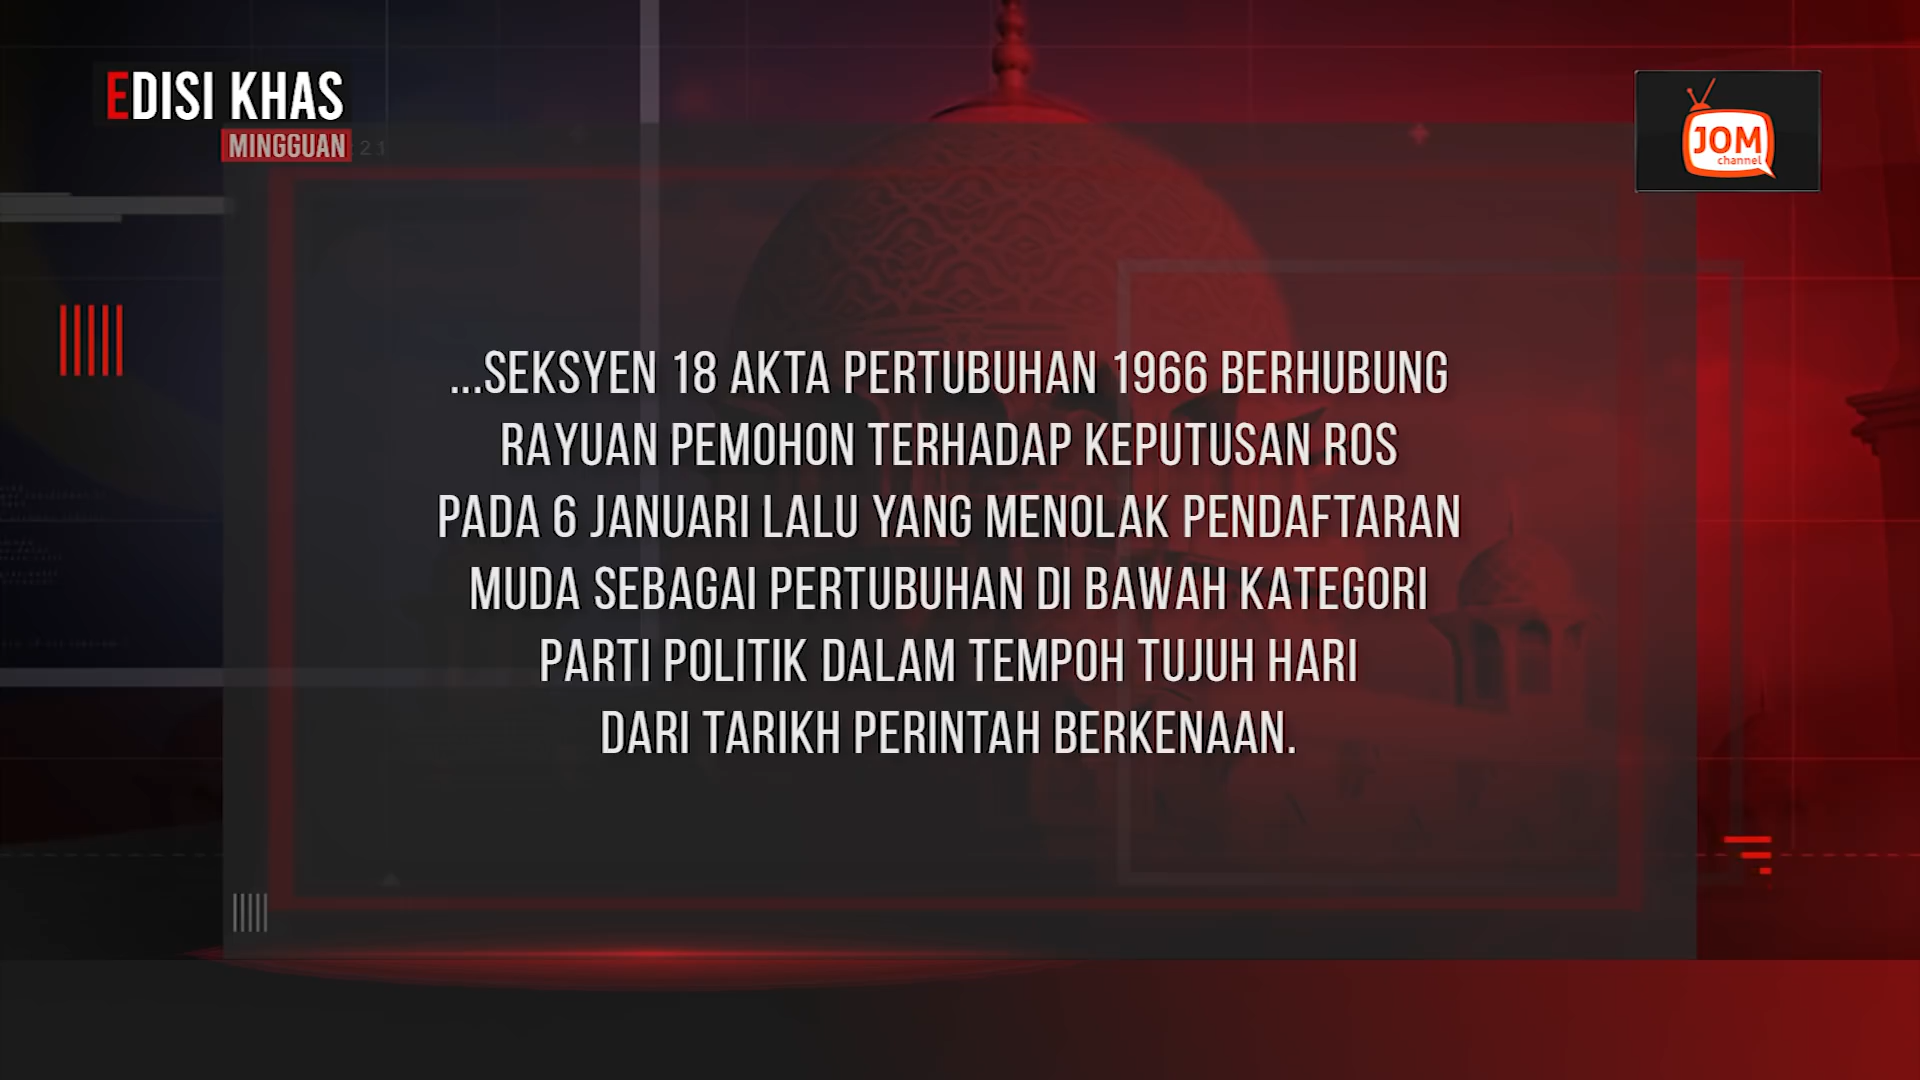 EDISI KHAS
MINGGUAN
JOM
channel
...SEKSYEN 18 AKTA PERTUBUHAN 1966 BERHUBUNG
RAYUAN PEMOHON TERHADAP KEPUTUSAN ROS
PADA 6 JANUARI LALU YANG MENOLAK PENDAFTARAN
MUDA SEBAGAI PERTUBUHAN DI BAWAH KATEGORI
PARTI POLITIK DALAM TEMPOH TUJUH HARI
DARI TARIKH PERINTAH BERKENAAN.